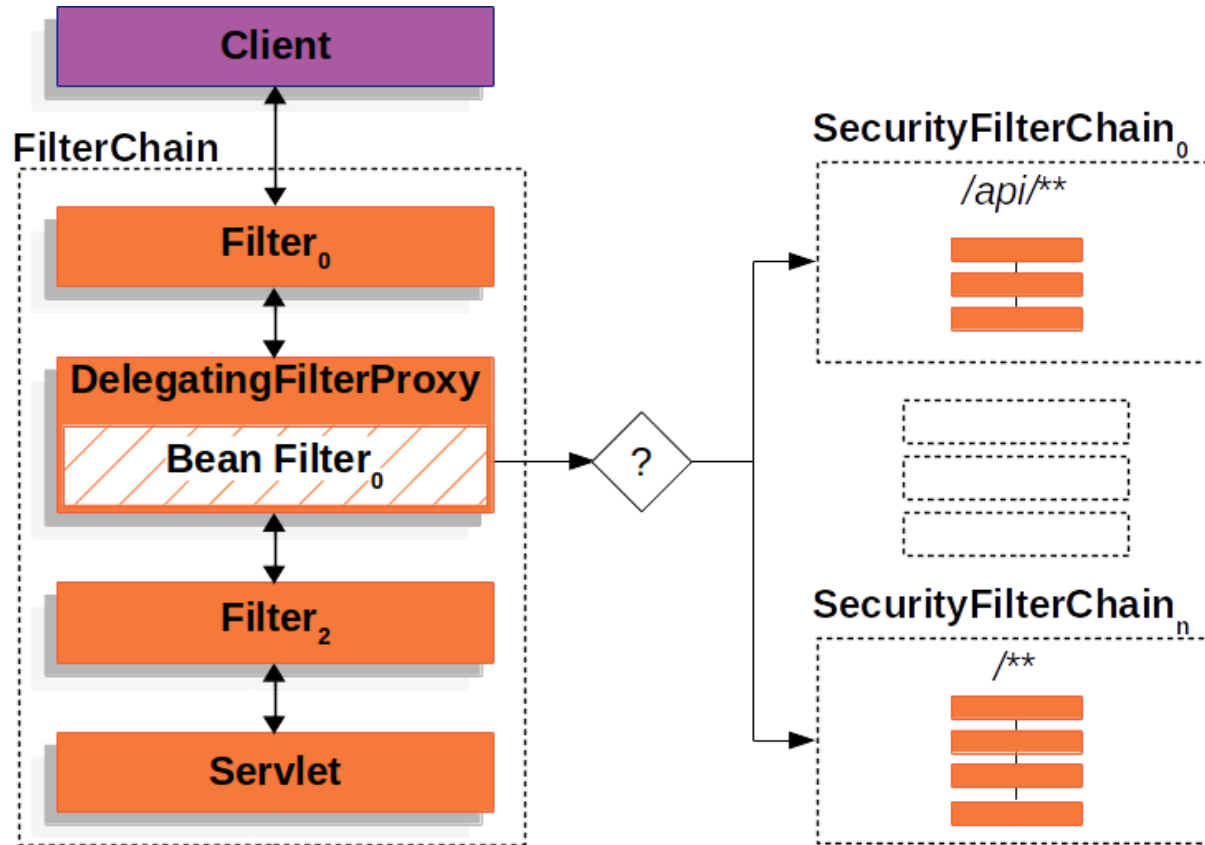 Client
FilterChain
Filter0
DelegatingFilterProxy
Bean Filter0
Filter2
Servlet
?
SecurityFilterChain0
/api/**
SecurityFilterChainn
/**